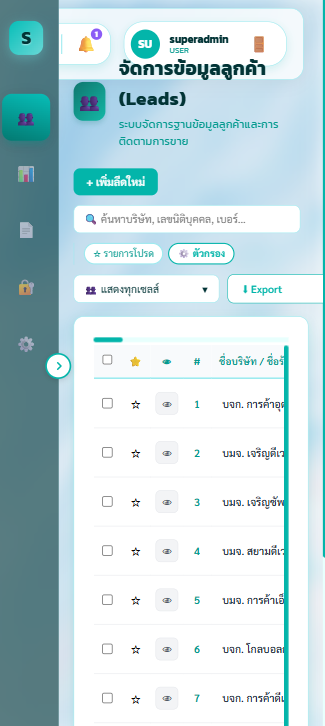 S
1
SU
superadmin
USER
จัดการข้อมูลลูกค้า
(Leads)
ระบบจัดการฐานข้อมูลลูกค้าและการ
ติดตามการขาย
+ เพิ่มลีดใหม่
ค้นหาบริษัท, เลขนิติบุคคล, เบอร์...
☆ รายการโปรด
ตัวกรอง
แสดงทุกเซลส์ ▼
⬇ Export
# ชื่อบริษัท / ชื่อร้
1 บจก. การค้าอุ
2 บมจ. เจริญดีเว
3 บมจ. เจริญซัพ
4 บมจ. สยามดีเว
5 บมจ. การค้าเอ็
6 บจก. โกลบอล
7 บจก. การค้าดีเ